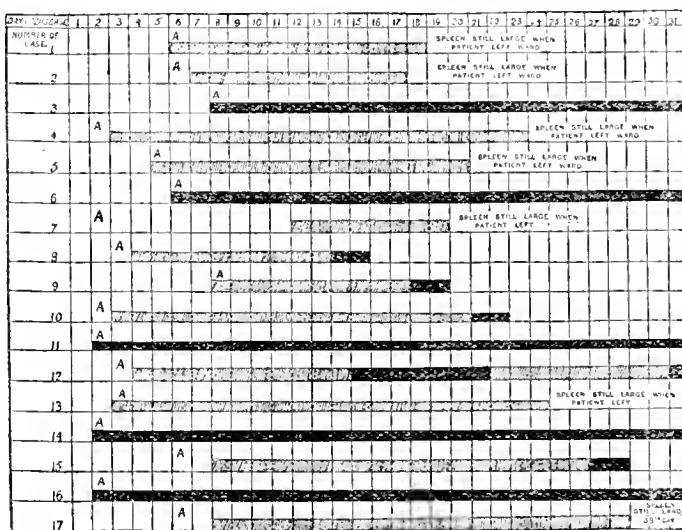 DAY OF DISEASE 1 2 3 4 5 6 7 8 9 10 11 12 13 14 15 16 17 18 19 20 21 22 23 24 25 26 27 28 29 30 31
NUMBER OF
CASE
1 A SPLEEN STILL LARGE WHEN
PATIENT LEFT WARD
2 A SPLEEN STILL LARGE WHEN
PATIENT LEFT WARD
3 A
4 A SPLEEN STILL LARGE WHEN
PATIENT LEFT WARD
5 A SPLEEN STILL LARGE WHEN
PATIENT LEFT WARD
6 A
7 A SPLEEN STILL LARGE WHEN
PATIENT LEFT
8 A
9 A
10 A
11 A
12 A
13 A SPLEEN STILL LARGE WHEN
PATIENT LEFT
14 A
15 A
16 A
17 A SPLEEN
STILL LARGE
DAY